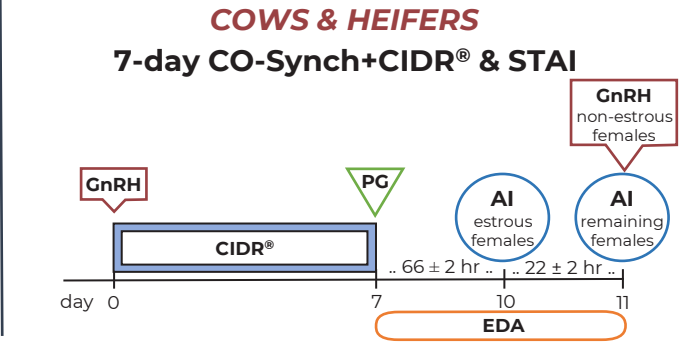 COWS & HEIFERS
7-day CO-Synch+CIDR® & STAI
GnRH
non-estrous
females
GnRH
PG
AI
estrous
females
AI
remaining
females
CIDR®
.. 66 ± 2 hr ..
.. 22 ± 2 hr ..
day 0 7 10 11
EDA